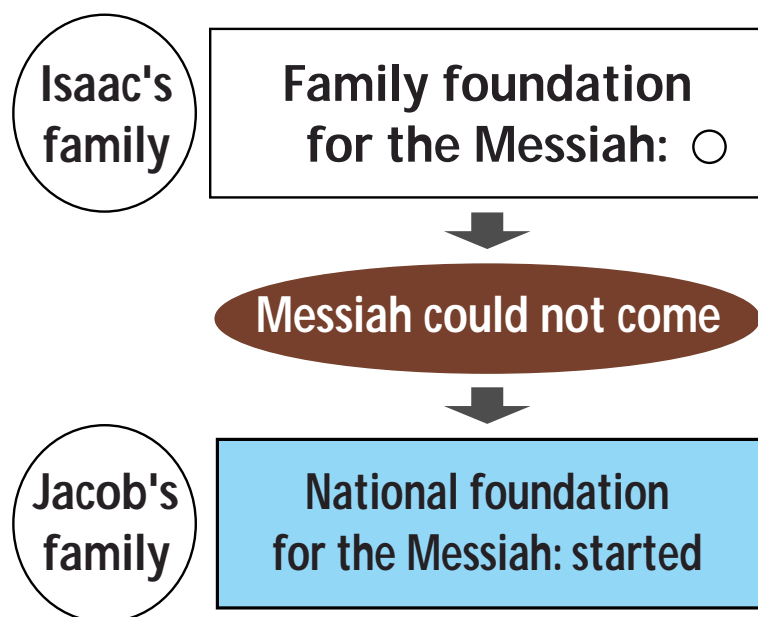 Isaac's
family
Family foundation
for the Messiah: ○
Messiah could not come
Jacob's
family
National foundation
for the Messiah: started